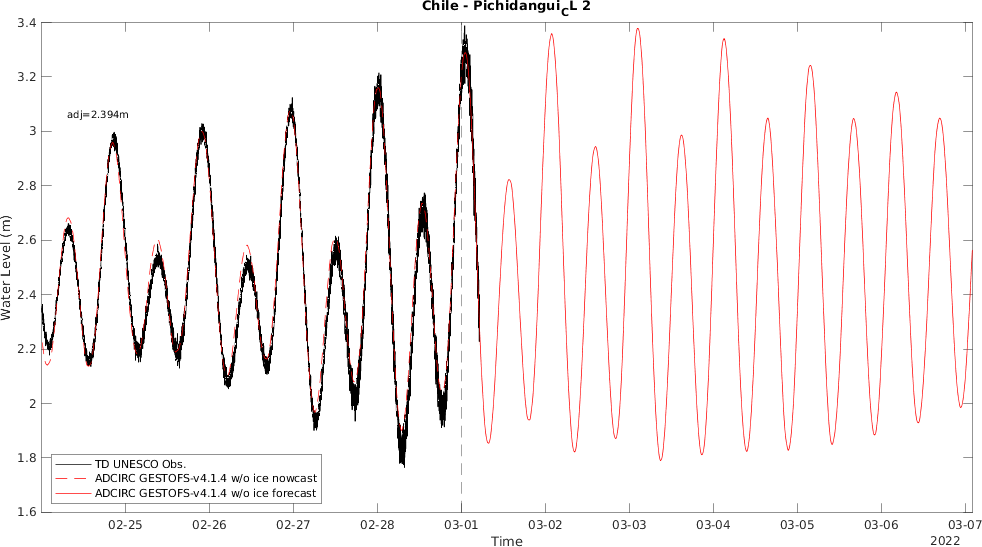 Chile - PichidanguiCL 2
3.4
3.2
3
2.8
2.6
2.4
2.2
2
1.8
1.6
Water Level (m)
adj=2.394m
TD UNESCO Obs.
ADCIRC GESTOFS-v4.1.4 w/o ice nowcast
ADCIRC GESTOFS-v4.1.4 w/o ice forecast
02-25 02-26 02-27 02-28 03-01 03-02 03-03 03-04 03-05 03-06 03-07
Time
2022